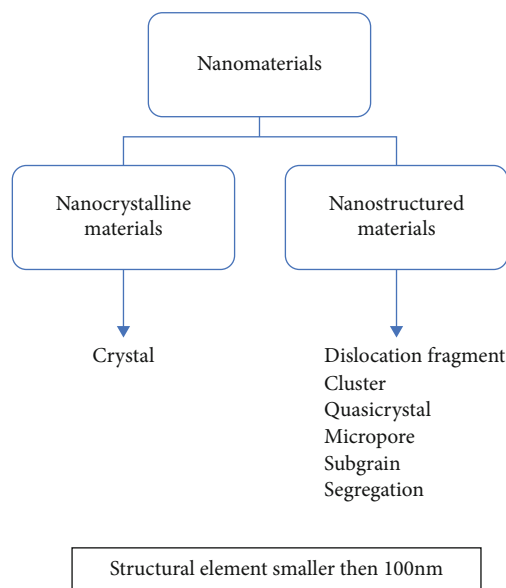 Nanomaterials
Nanocrystalline
materials
Nanostructured
materials
Crystal
Dislocation fragment
Cluster
Quasicrystal
Micropore
Subgrain
Segregation
Structural element smaller then 100nm